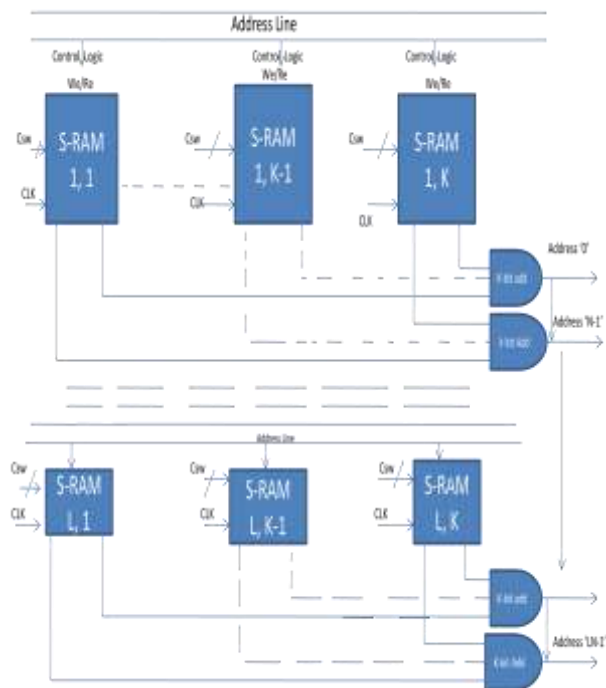 Address Line
Control-Logic Control-Logic Control-Logic
We/Re We/Re We/Re
Csw S-RAM 1, 1
CLK
Csw S-RAM 1, K-1
CLK
Csw S-RAM 1, K
CLK
Address '0'
Address 'N-1'
Address Line
Csw S-RAM L, 1
CLK
Csw S-RAM L, K-1
CLK
Csw S-RAM L, K
CLK
Address 'LN-1'